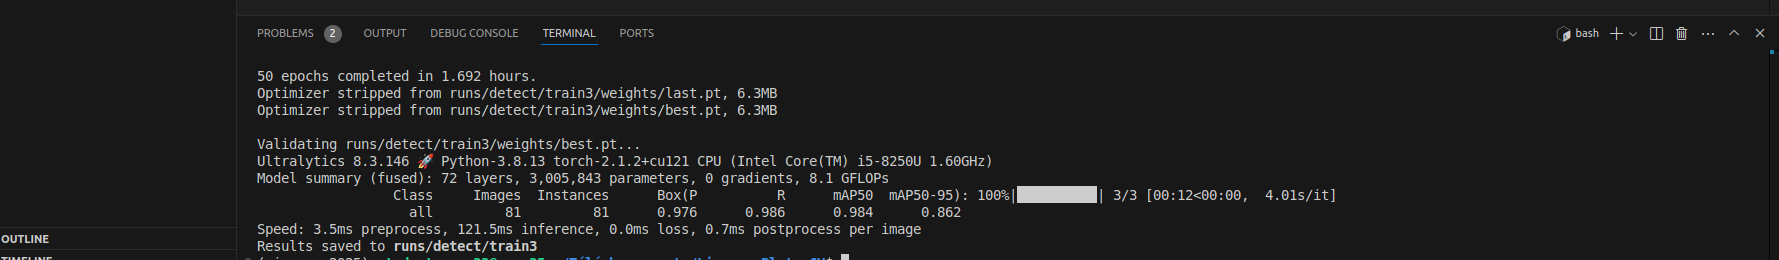 PROBLEMS 2 OUTPUT DEBUG CONSOLE TERMINAL PORTS bash
50 epochs completed in 1.692 hours.
Optimizer stripped from runs/detect/train3/weights/last.pt, 6.3MB
Optimizer stripped from runs/detect/train3/weights/best.pt, 6.3MB
Validating runs/detect/train3/weights/best.pt...
Ultralytics 8.3.146 🚀 Python-3.8.13 torch-2.1.2+cu121 CPU (Intel Core(TM) i5-8250U 1.60GHz)
Model summary (fused): 72 layers, 3,005,843 parameters, 0 gradients, 8.1 GFLOPs
Class Images Instances Box(P R mAP50 mAP50-95): 100%|██████████| 3/3 [00:12<00:00, 4.01s/it]
all 81 81 0.976 0.986 0.984 0.862
Speed: 3.5ms preprocess, 121.5ms inference, 0.0ms loss, 0.7ms postprocess per image
OUTLINE
Results saved to runs/detect/train3
TIMELINE